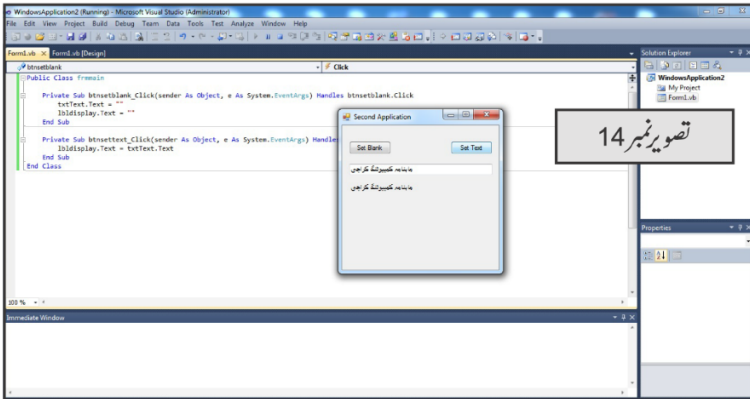 WindowsApplication2 (Running) - Microsoft Visual Studio (Administrator)
File Edit View Project Build Debug Team Data Tools Test Analyze Window Help
Form1.vb Form1.vb [Design]
btnsetblank Click
Public Class frmmain
Private Sub btnsetblank_Click(sender As Object, e As System.EventArgs) Handles btnsetblank.Click
txtText.Text = ""
lbldisplay.Text = ""
End Sub
Private Sub btnsettext_Click(sender As Object, e As System.EventArgs) Handles
lbldisplay.Text = txtText.Text
End Sub
End Class
100 %
Immediate Window
Second Application
Set Blank Set Text
ماہنامہ کمپیوٹنگ کراچی
ماہنامہ کمپیوٹنگ کراچی
تصویر نمبر 14
Solution Explorer
WindowsApplication2
My Project
Form1.vb
Properties